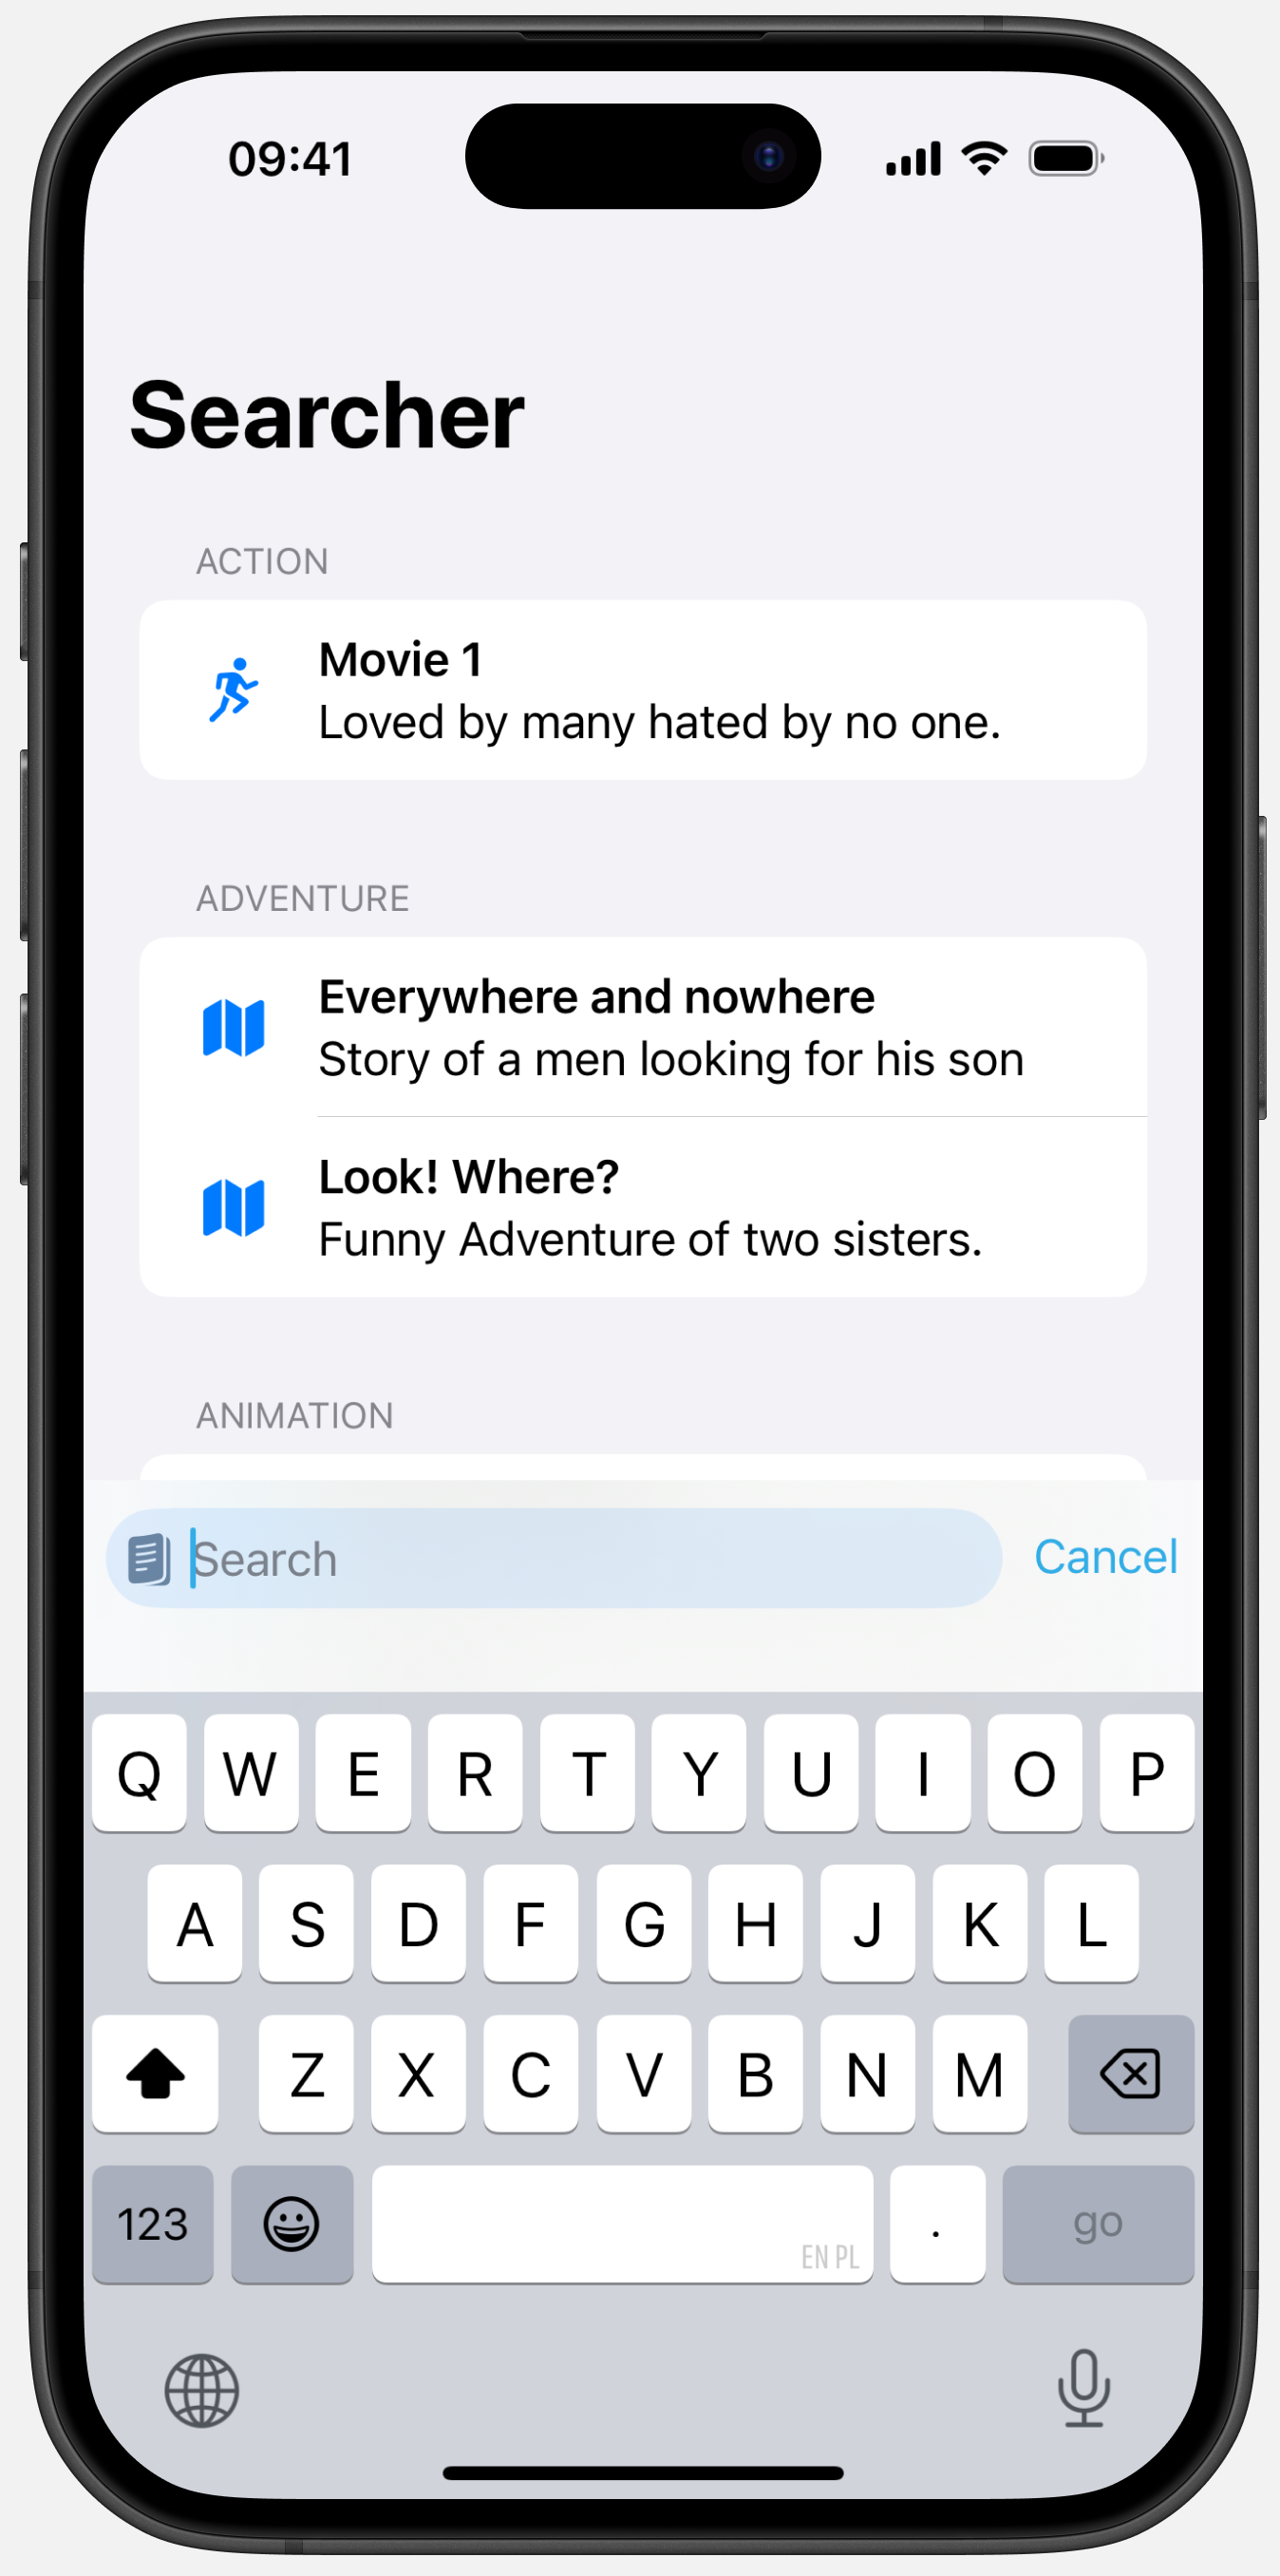 09:41
Searcher
ACTION
Movie 1
Loved by many hated by no one.
ADVENTURE
Everywhere and nowhere
Story of a men looking for his son
Look! Where?
Funny Adventure of two sisters.
ANIMATION
Search
Cancel
Q W E R T Y U I O P
A S D F G H J K L
Z X C V B N M
123
EN PL
.
go